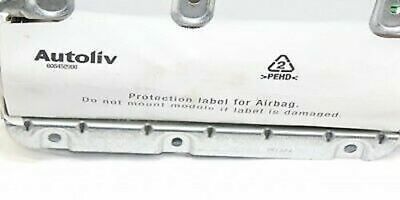 Autoliv
2
>PEHD<
Protection label for Airbag.
Do not mount module if label is damaged.